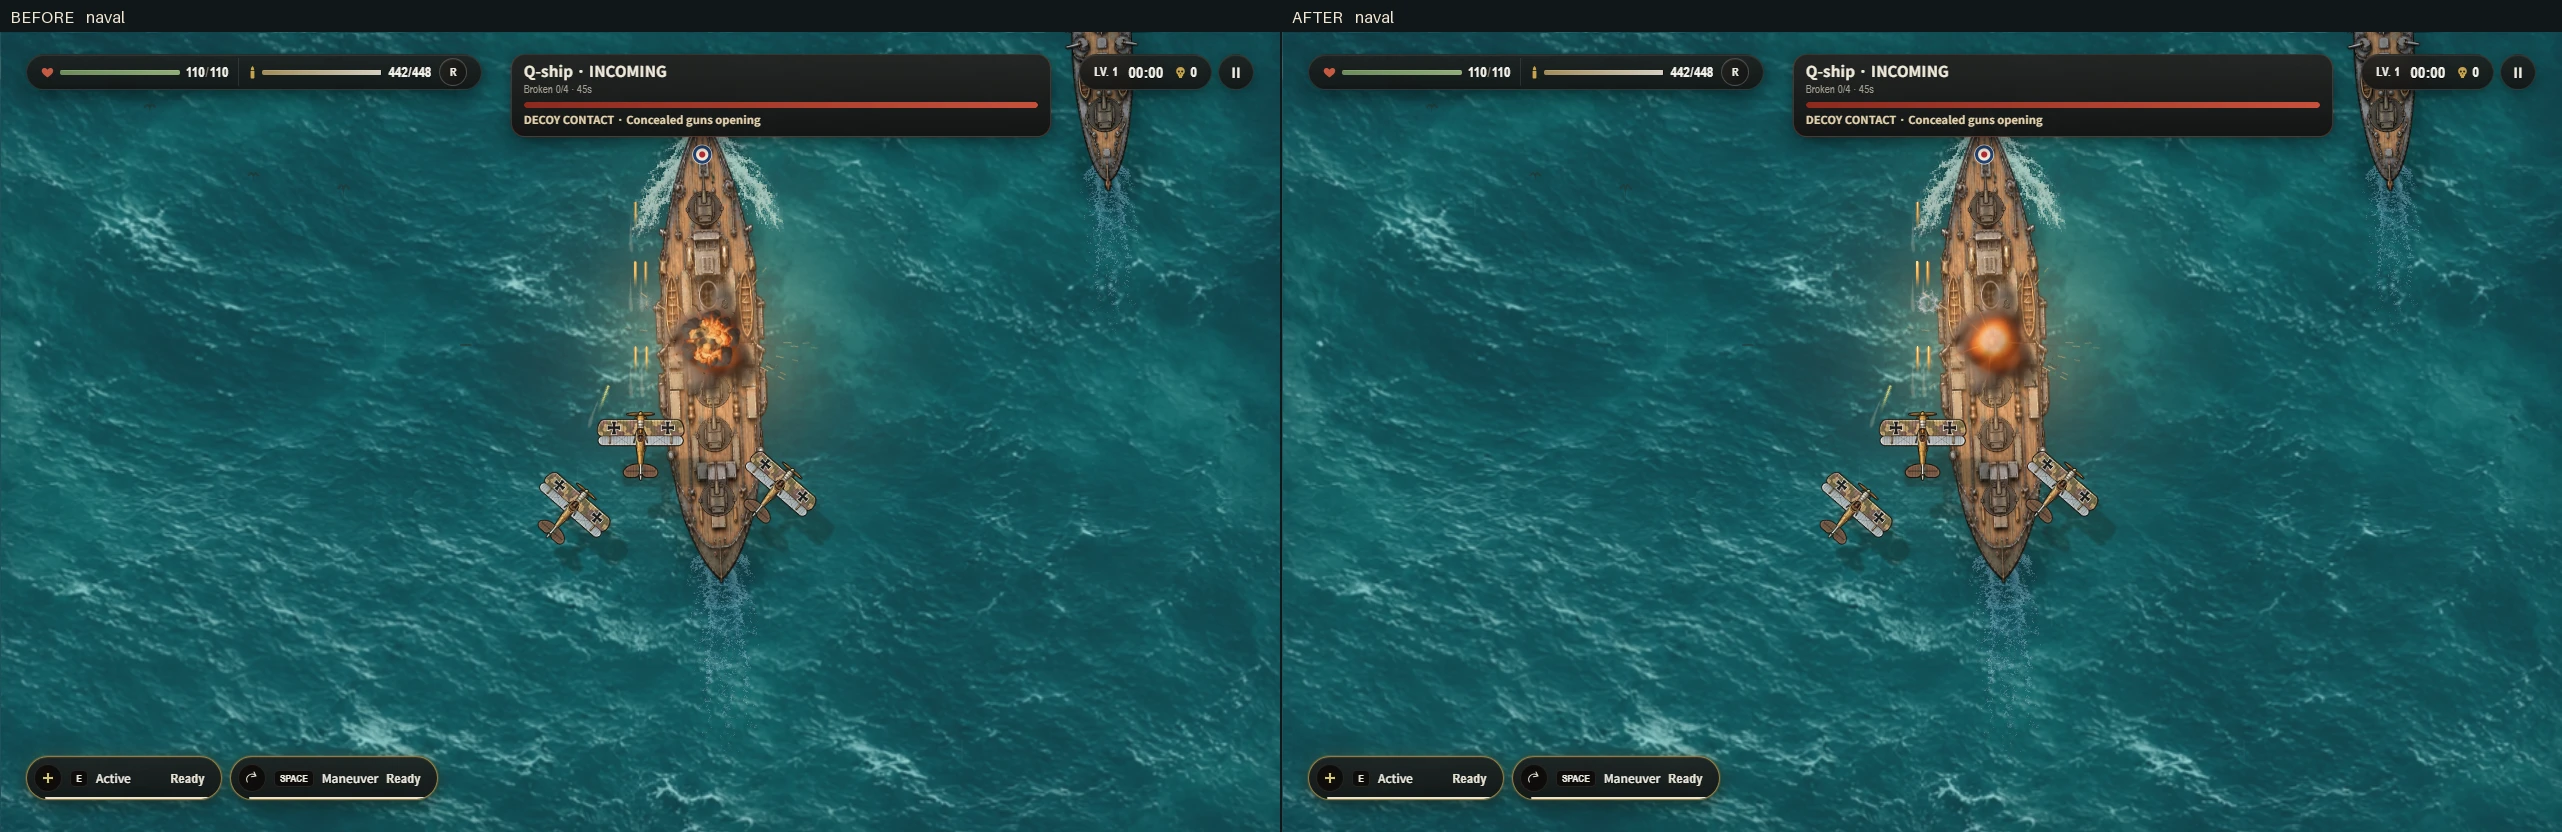 BEFORE naval
110/110 442/448 R
Q-ship · INCOMING
Broken 0/4 · 45s
DECOY CONTACT · Concealed guns opening
LV. 1 00:00 0
E Active Ready
SPACE Maneuver Ready
AFTER naval
110/110 442/448 R
Q-ship · INCOMING
Broken 0/4 · 45s
DECOY CONTACT · Concealed guns opening
LV. 1 00:00 0
E Active Ready
SPACE Maneuver Ready